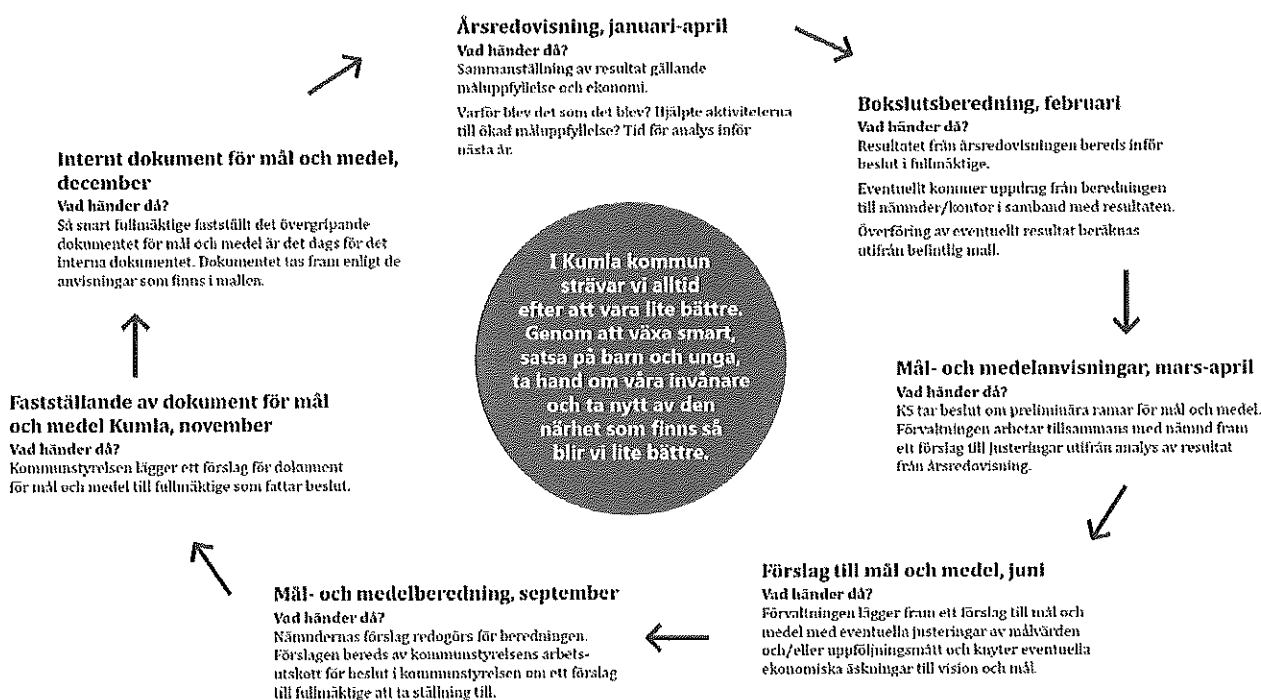 Årsredovisning, januari-april
Vad händer då?
Sammanställning av resultat gällande
måluppfyllelse och ekonomi.
Varför blev det som det blev? Hjälpte aktiviteterna
till ökad måluppfyllelse? Tid för analys inför
nästa år.
Bokslutsberedning, februari
Vad händer då?
Resultatet från årsredovisningen bereds inför
beslut i fullmäktige.
Eventuellt kommer uppdrag från beredningen
till nämnder/kontor i samband med resultaten.
Överföring av eventuellt resultat beräknas
utifrån befintlig mall.
Mål- och medelanvisningar, mars-april
Vad händer då?
KS tar beslut om preliminära ramar för mål och medel.
Förvaltningen arbetar tillsammans med nämnd fram
ett förslag till justeringar utifrån analys av resultat
från årsredovisning.
Förslag till mål och medel, juni
Vad händer då?
Förvaltningen lägger fram ett förslag till mål och
medel med eventuella justeringar av målvärden
och/eller uppföljningsmått och knyter eventuella
ekonomiska äskningar till vision och mål.
Mål- och medelberedning, september
Vad händer då?
Nämndernas förslag redogörs för beredningen.
Förslagen bereds av kommunstyrelsens arbets-
utskott för beslut i kommunstyrelsen om ett förslag
till fullmäktige att ta ställning till.
Fastställande av dokument för mål
och medel Kumla, november
Vad händer då?
Kommunstyrelsen lägger ett förslag för dokument
för mål och medel till fullmäktige som fattar beslut.
Internt dokument för mål och medel,
december
Vad händer då?
Så snart fullmäktige fastställt det övergripande
dokumentet för mål och medel är det dags för det
interna dokumentet. Dokumentet tas fram enligt de
anvisningar som finns i mallen.
I Kumla kommun
strävar vi alltid
efter att vara lite bättre.
Genom att växa smart,
satsa på barn och unga,
ta hand om våra invånare
och ta nytt av den
närhet som finns så
blir vi lite bättre.